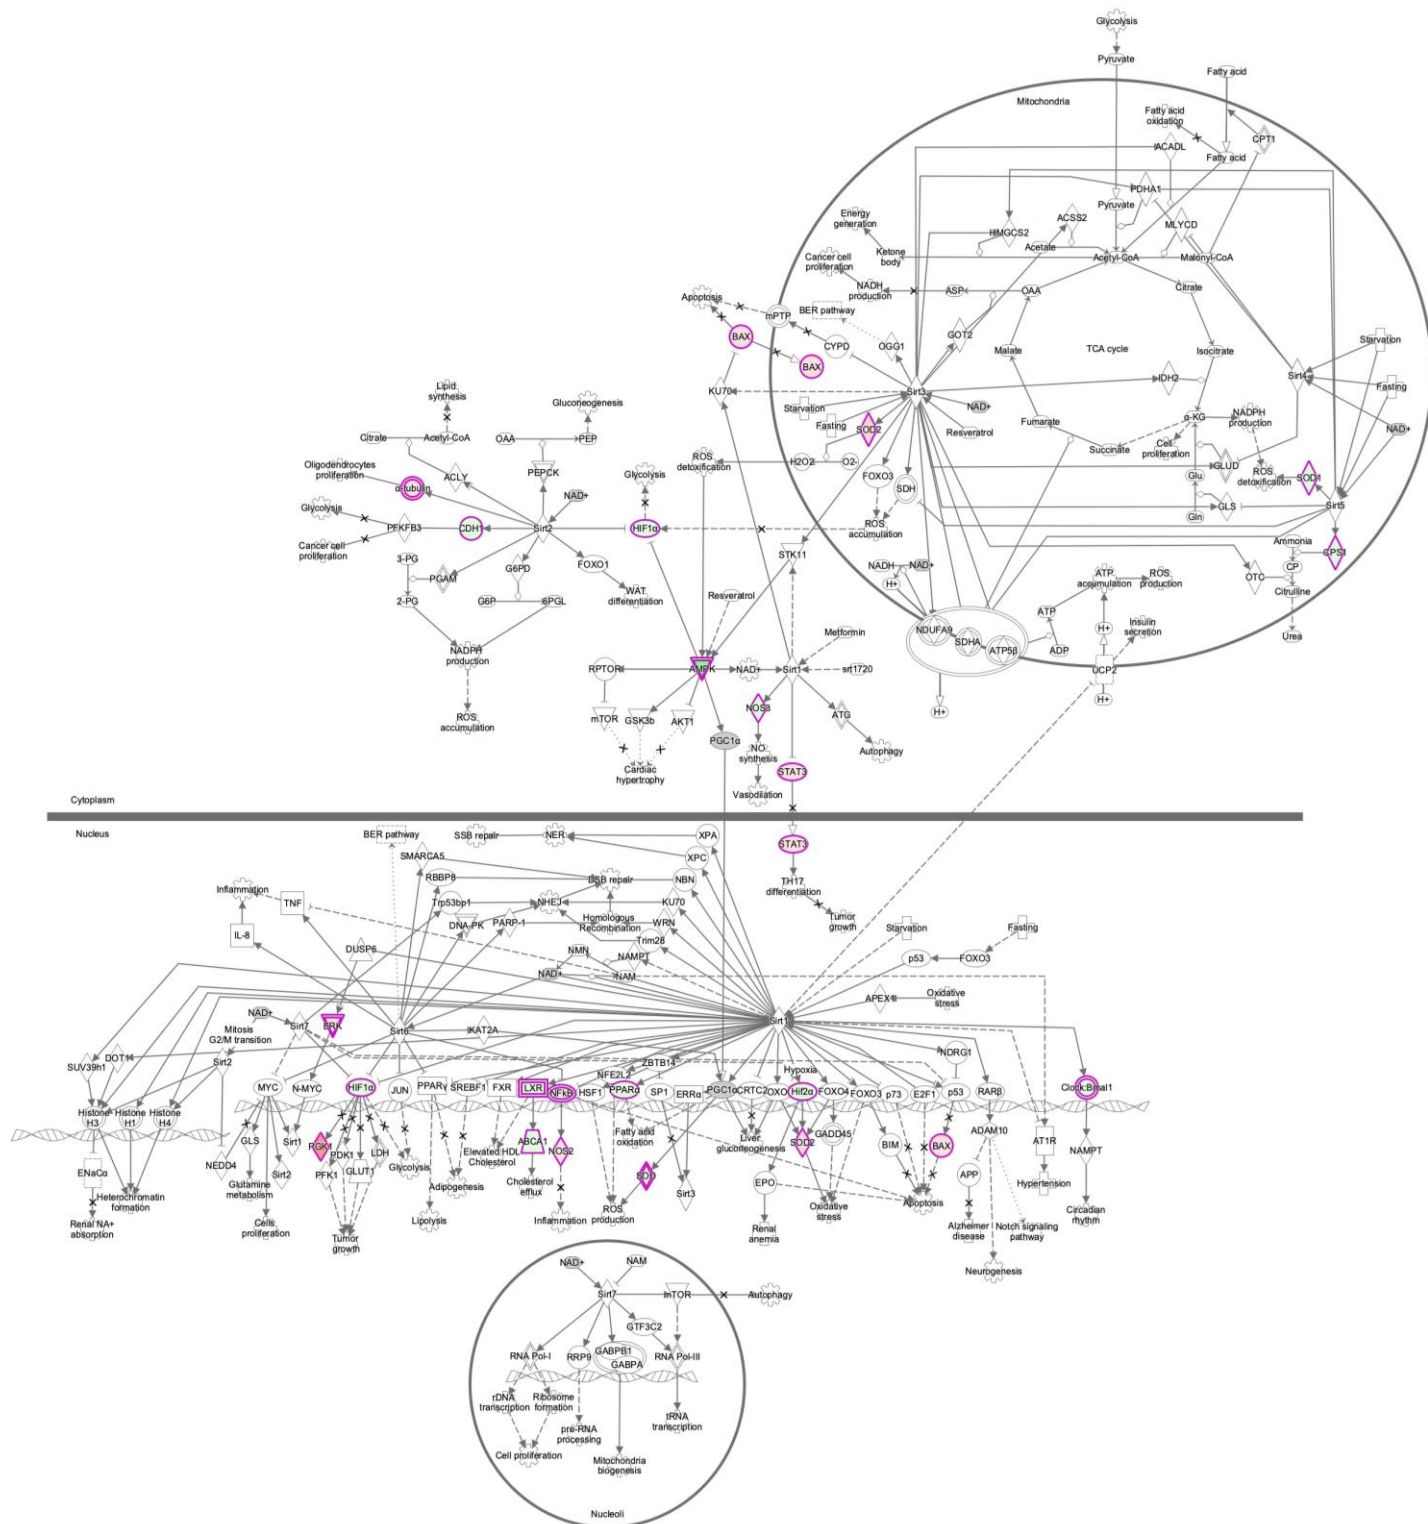 Glycolysis
Pyruvate
Fatty acid
Mitochondria
Fatty acid
oxidation
CPT1
ACADL
Fatty acid
PDHA1
Pyruvate
Energy
generation
ACSS2
HMGCS2
MLYCD
Acetate
Ketone
body
Acetyl-CoA
Malonyl-CoA
Cancer cell
proliferation
NADH
production
ASP
OAA
Citrate
Apoptosis
BER pathway
mPTP
BAX
CYPD
OGG1
GOT2
Malate
TCA cycle
Isocitrate
Starvation
BAX
KU70
Sirt3
IDH2
Sirt4
Fasting
Lipid
synthesis
Gluconeogenesis
Starvation
NAD+
Fasting
SOD2
Resveratrol
Fumarate
α-KG
NADPH
production
NAD+
Citrate
Acetyl-CoA
OAA
PEP
Succinate
Cell
proliferation
Oligodendrocytes
proliferation
ACLY
PEPCK
ROS
detoxification
H2O2
O2-
GLUD
α-tubulin
Glycolysis
FOXO3
SDH
Glu
ROS
detoxification
SOD1
NAD+
Glycolysis
PFKFB3
CDH1
Sirt2
HIF1α
ROS
accumulation
Gln
GLS
Sirt5
Cancer cell
proliferation
3-PG
PGAM
G6PD
FOXO1
STK11
Ammonia
CPS1
NADH
NAD+
H+
ATP
accumulation
ROS
production
OTC
CP
Citrulline
2-PG
G6P
6PGL
WAT
differentiation
Resveratrol
ATP
H+
Insulin
secretion
Urea
NDUFA9
SDHA
ATP5β
ADP
Metformin
NADPH
production
RPTOR
AMPK
NAD+
Sirt1
srt1720
UCP2
H+
H+
ROS
accumulation
mTOR
GSK3b
AKT1
NOS3
ATG
PGC1α
NO
synthesis
Autophagy
Cardiac
hypertrophy
STAT3
Vasodilation
Cytoplasm
Nucleus
BER pathway
SSB repair
NER
XPA
STAT3
SMARCA5
XPC
RBBP8
DSB repair
NBN
TH17
differentiation
Inflammation
TNF
Trp53bp1
NHEJ
KU70
Tumor
growth
IL-8
DNA-PK
PARP-1
Homologous
Recombination
WRN
Trim28
Starvation
Fasting
DUSP6
NMN
NAMPT
NAD+
NAM
p53
FOXO3
APEX1
Oxidative
stress
NAD+
Sirt7
ERK
Sirt6
KAT2A
Sirt1
Mitosis
G2/M transition
SUV39h1
DOT1
Sirt2
NDRG1
ZBTB14
Hypoxia
NFE2L2
MYC
N-MYC
HIF1α
JUN
PPARγ
SREBF1
FXR
LXR
NFkB
HSF1
PPARα
SP1
ERRα
PGC1α
CRTC2
Hif2α
FOXO4
FOXO3
p73
E2F1
p53
RARβ
Clock:Bmal1
Histone
H3
Histone
H1
Histone
H4
GLS
Sirt1
PGK1
PDK1
LDH
Glycolysis
Elevated HDL
Cholesterol
ABCA1
NOS2
Fatty acid
oxidation
Liver
gluconeogenesis
SOD2
GADD45
BIM
BAX
ADAM10
AT1R
NAMPT
ENaCα
NEDD4
Sirt2
PFK1
GLUT1
Glutamine
metabolism
Adipogenesis
Cholesterol
efflux
SOD
Sirt3
EPO
APP
Hypertension
Heterochromatin
formation
Renal NA+
absorption
Cells
proliferation
Tumor
growth
Lipolysis
Inflammation
ROS
production
Renal
anemia
Oxidative
stress
Apoptosis
Alzheimer
disease
Notch signaling
pathway
Circadian
rhythm
Neurogenesis
NAD+
NAM
Sirt7
mTOR
Autophagy
GTF3C2
RNA Pol-I
RRP9
GABPB1
GABPA
RNA Pol-III
rDNA
transcription
Ribosome
formation
pre-RNA
processing
tRNA
transcription
Cell proliferation
Mitochondria
biogenesis
Nucleoli